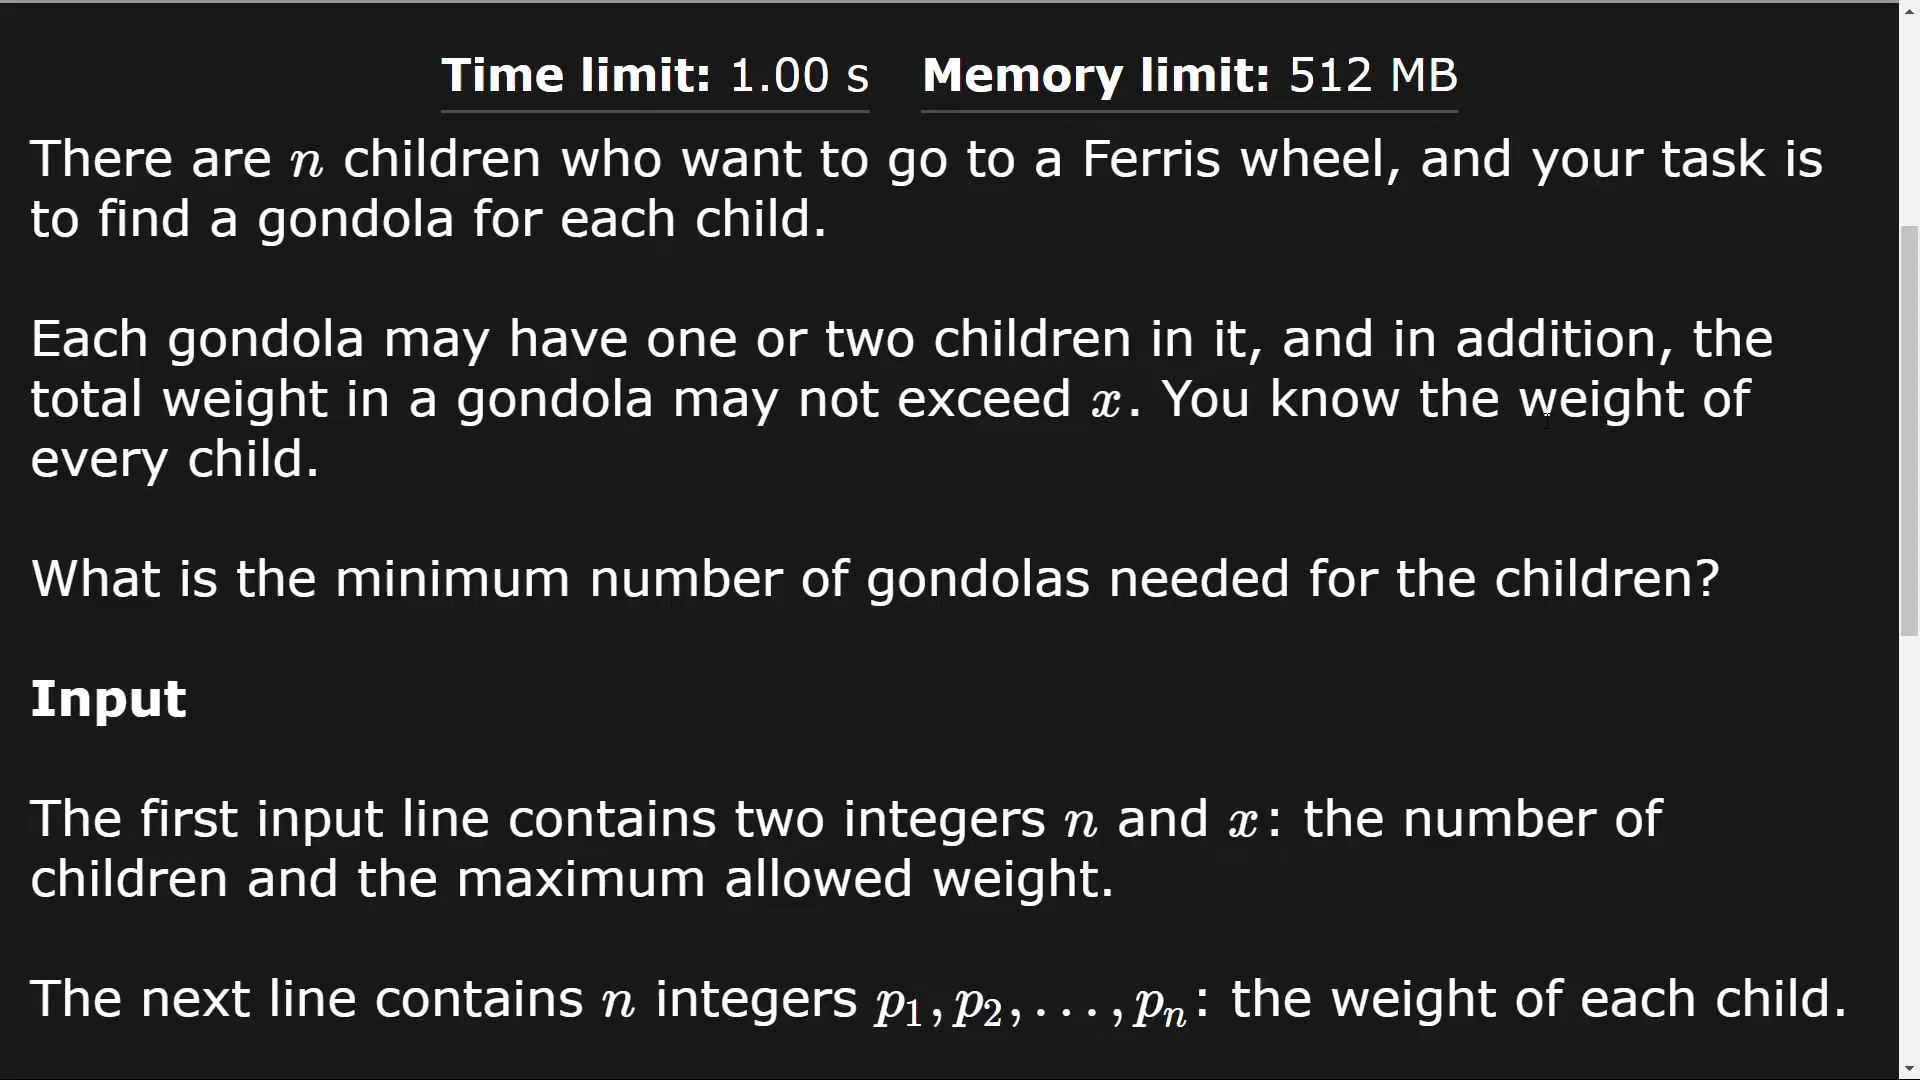 Time limit: 1.00 s Memory limit: 512 MB
There are n children who want to go to a Ferris wheel, and your task is
to find a gondola for each child.
Each gondola may have one or two children in it, and in addition, the
total weight in a gondola may not exceed x. You know the weight of
every child.
What is the minimum number of gondolas needed for the children?
Input
The first input line contains two integers n and x: the number of
children and the maximum allowed weight.
The next line contains n integers p₁, p₂, . . . , pₙ: the weight of each child.